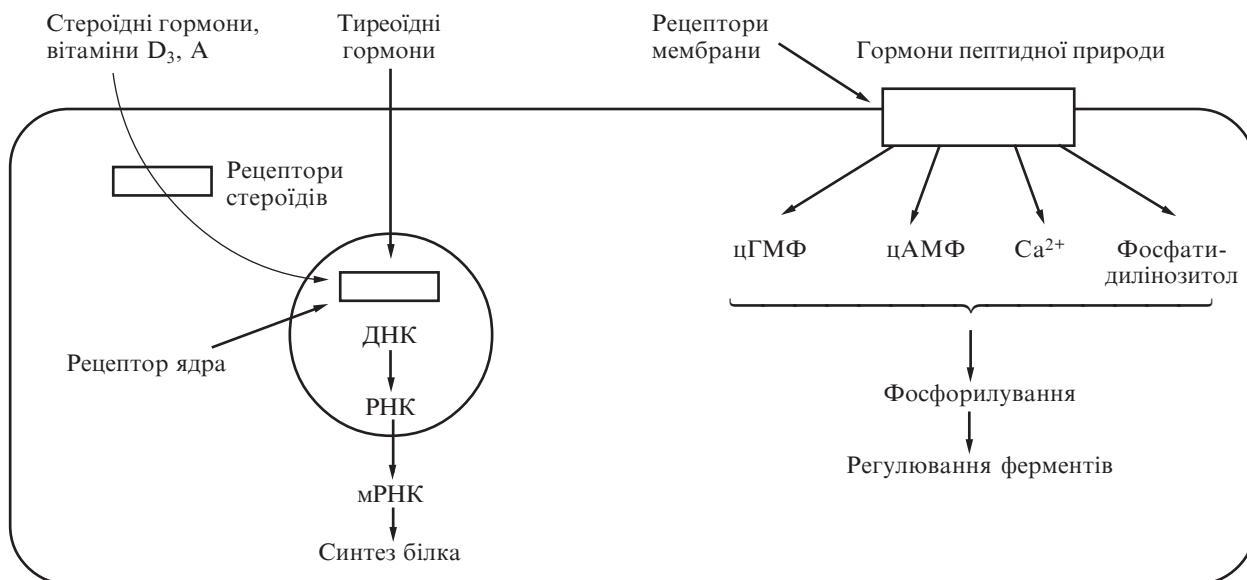 Стероїдні гормони,
вітаміни D₃, А
Тиреоїдні
гормони
Рецептори
мембрани
Гормони пептидної природи
Рецептори
стероїдів
цГМФ
цАМФ
Ca²⁺
Фосфати-
дилінозитол
ДНК
Рецептор ядра
РНК
Фосфорилування
Регулювання ферментів
мРНК
Синтез білка